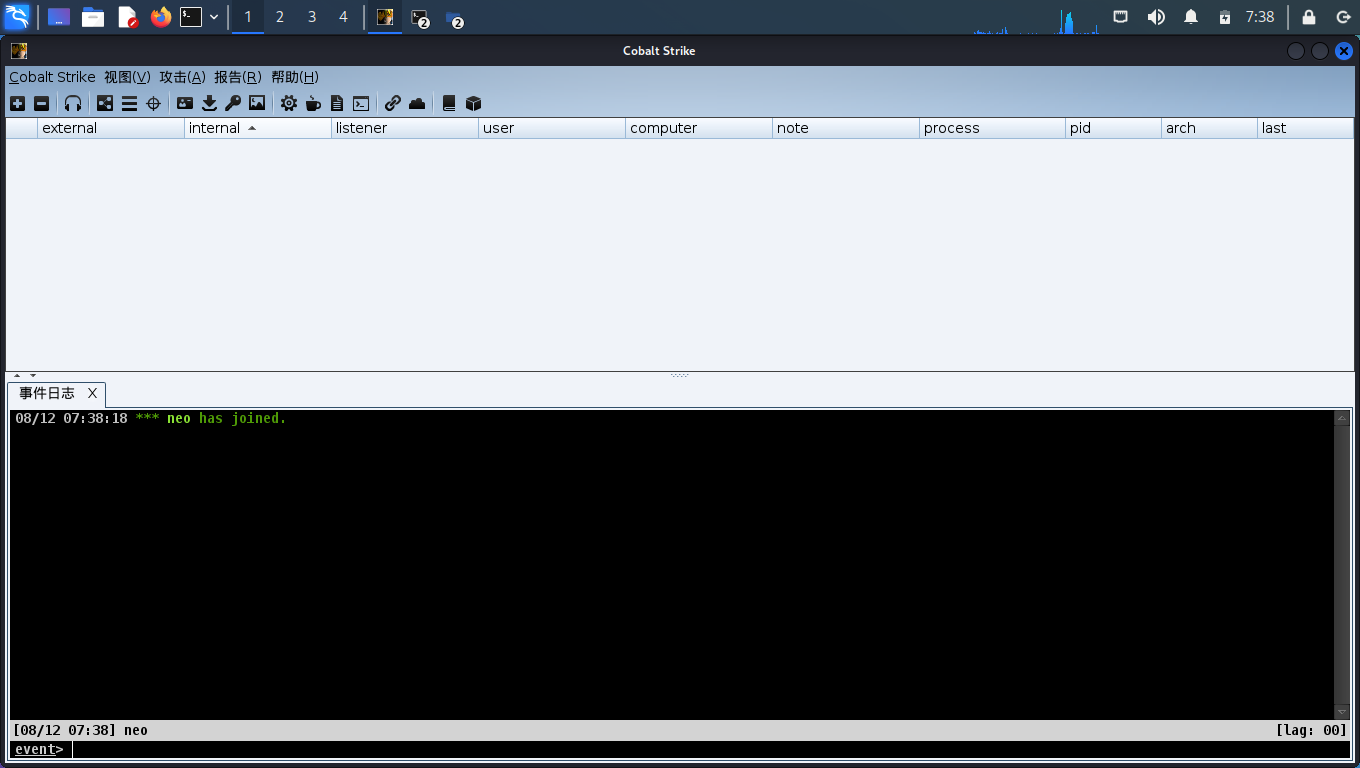 1 2 3 4 2 2 7:38
Cobalt Strike
Cobalt Strike 视图(V) 攻击(A) 报告(R) 帮助(H)
external internal listener user computer note process pid arch last
事件日志 X
08/12 07:38:18 *** neo has joined.
[08/12 07:38] neo [lag: 00]
event>